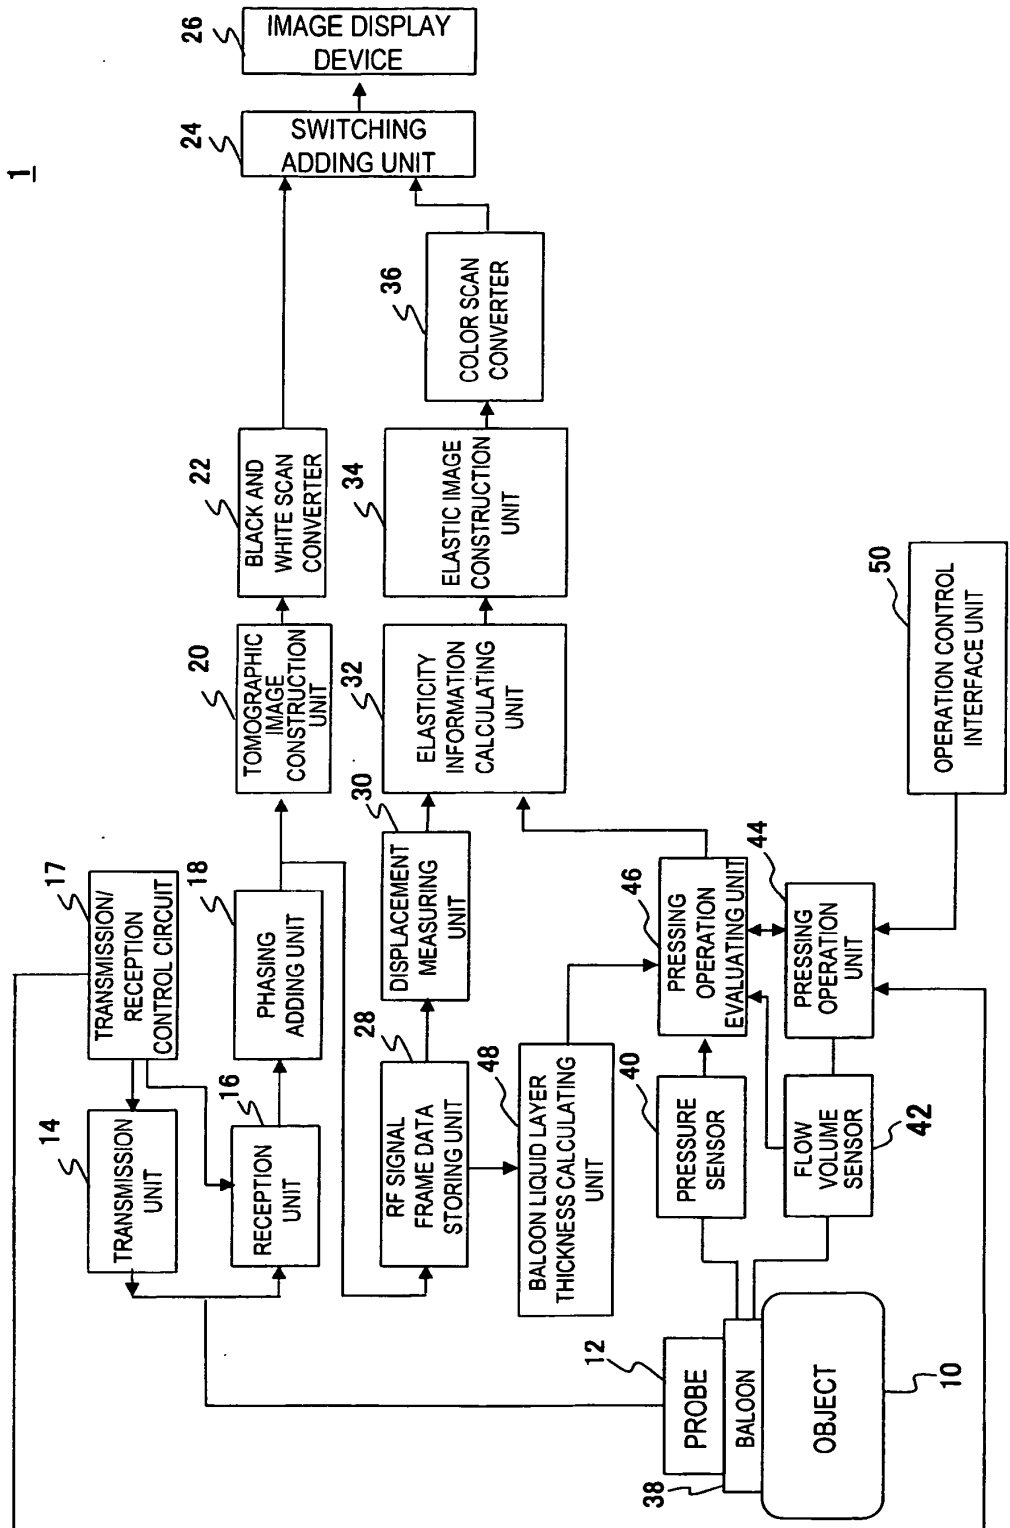 1
26
IMAGE DISPLAY
DEVICE
24
SWITCHING
ADDING UNIT
36
COLOR SCAN
CONVERTER
22
BLACK AND
WHITE SCAN
CONVERTER
34
ELASTIC IMAGE
CONSTRUCTION
UNIT
20
TOMOGRAPHIC
IMAGE
CONSTRUCTION
UNIT
32
ELASTICITY
INFORMATION
CALCULATING
UNIT
50
OPERATION CONTROL
INTERFACE UNIT
17
TRANSMISSION/
RECEPTION
CONTROL CIRCUIT
18
PHASING
ADDING UNIT
30
DISPLACEMENT
MEASURING
UNIT
46
PRESSING
OPERATION
EVALUATING UNIT
44
PRESSING
OPERATION
UNIT
14
TRANSMISSION
UNIT
16
RECEPTION
UNIT
28
RF SIGNAL
FRAME DATA
STORING UNIT
48
BALOON LIQUID LAYER
THICKNESS CALCULATING
UNIT
40
PRESSURE
SENSOR
42
FLOW
VOLUME
SENSOR
12
PROBE
38
BALOON
OBJECT
10